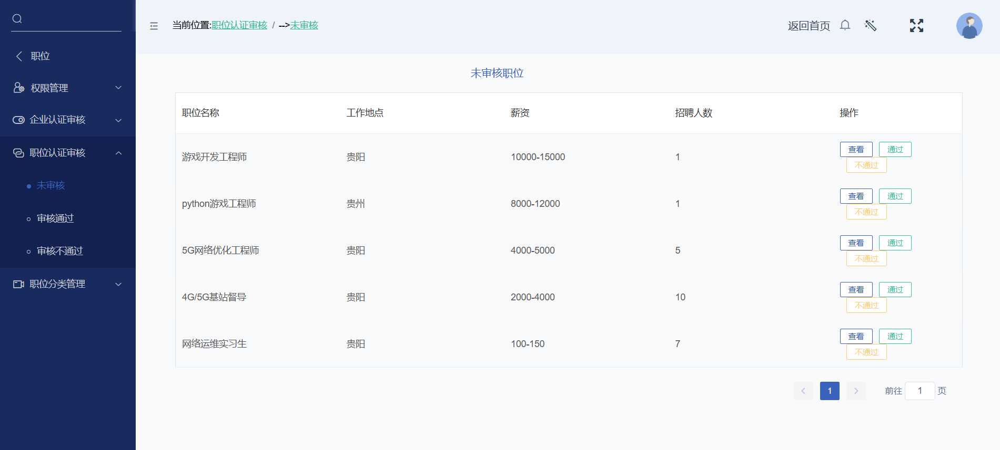 职位
权限管理
企业认证审核
职位认证审核
未审核
审核通过
审核不通过
职位分类管理
当前位置:职位认证审核 / -->未审核
返回首页
未审核职位
职位名称 工作地点 薪资 招聘人数 操作
游戏开发工程师 贵阳 10000-15000 1 查看 通过
不通过
python游戏工程师 贵州 8000-12000 1 查看 通过
不通过
5G网络优化工程师 贵阳 4000-5000 5 查看 通过
不通过
4G/5G基站督导 贵阳 2000-4000 10 查看 通过
不通过
网络运维实习生 贵阳 100-150 7 查看 通过
不通过
1 前往 1 页